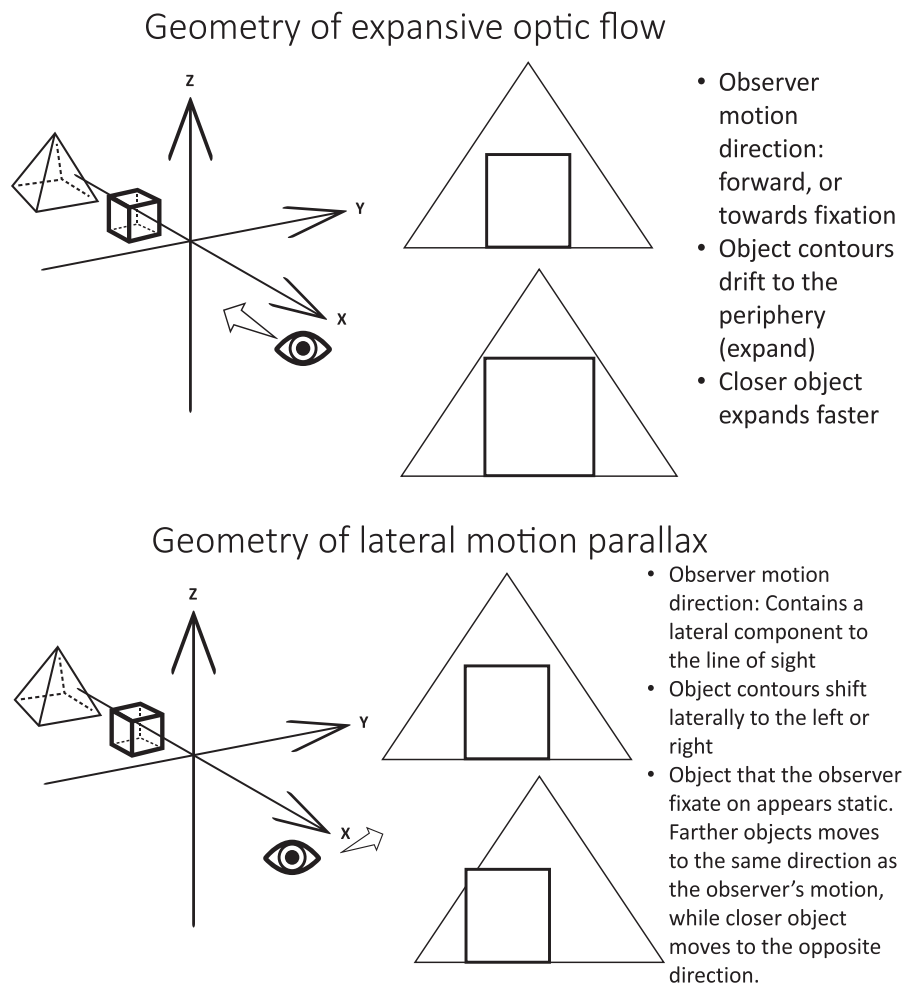 Geometry of expansive optic flow
Z
Y
X
• Observer
motion
direction:
forward, or
towards fixation
• Object contours
drift to the
periphery
(expand)
• Closer object
expands faster
Geometry of lateral motion parallax
Z
Y
X
• Observer motion
direction: Contains a
lateral component to
the line of sight
• Object contours shift
laterally to the left or
right
• Object that the observer
fixate on appears static.
Farther objects moves
to the same direction as
the observer’s motion,
while closer object
moves to the opposite
direction.